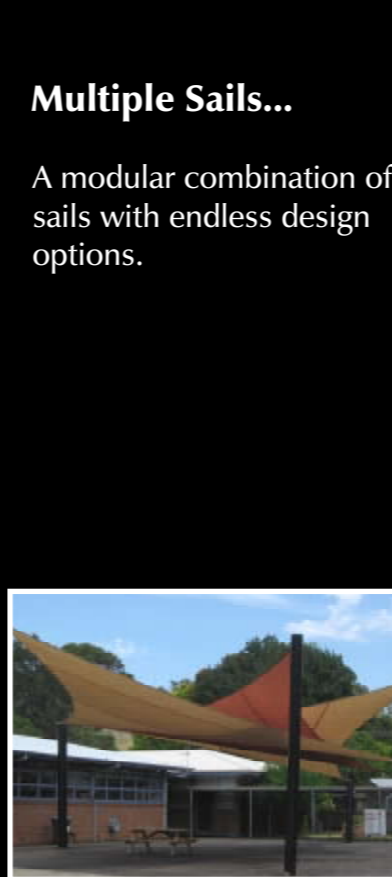 Multiple Sails...
A modular combination of
sails with endless design
options.